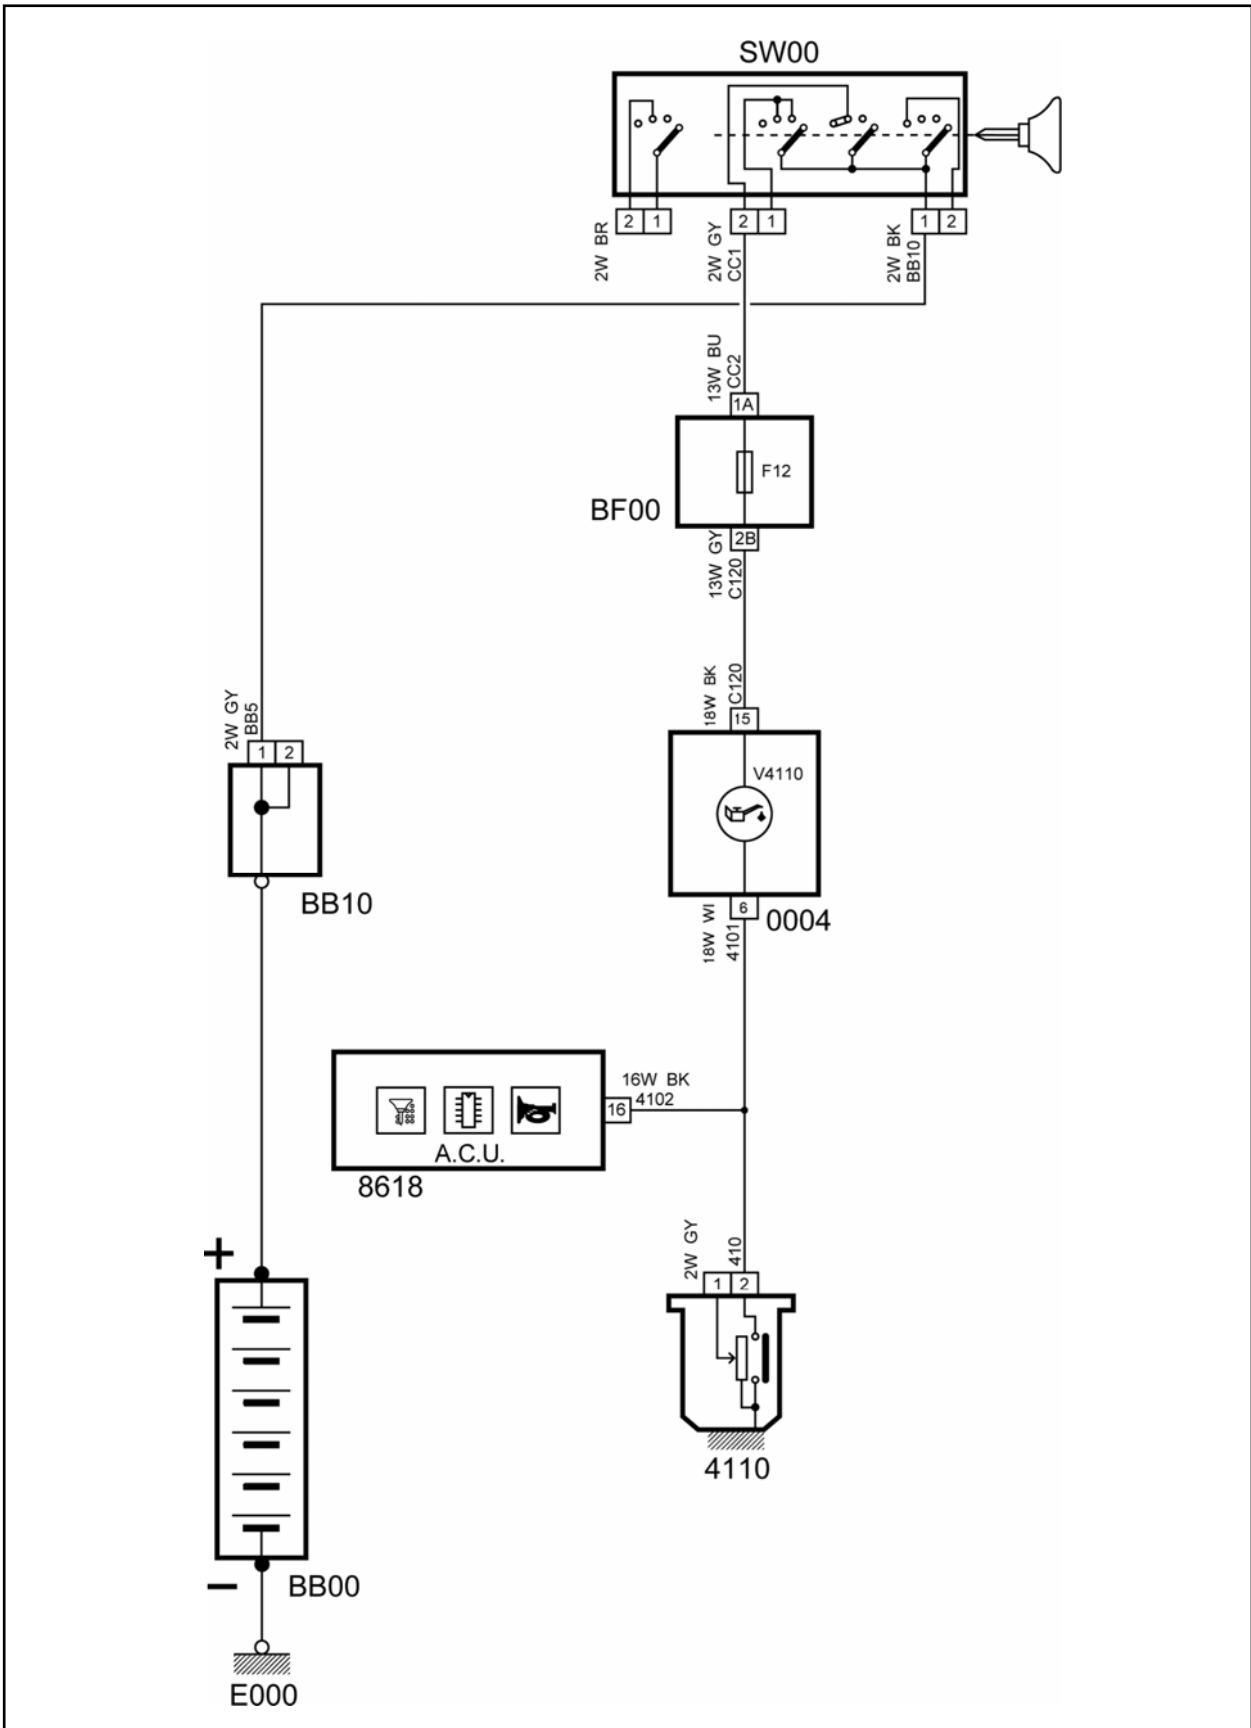 SW00
2 1
2 1
1 2
2W BR
2W GY
CC1
2W BK
BB10
13W BU
CC2
1A
F12
BF00
2B
13W GY
C120
18W BK
C120
15
V4110
2W GY
BB5
1 2
BB10
6
0004
18W WI
4101
16W BK
16
4102
A.C.U.
8618
2W GY
410
1 2
+
4110
−
BB00
E000